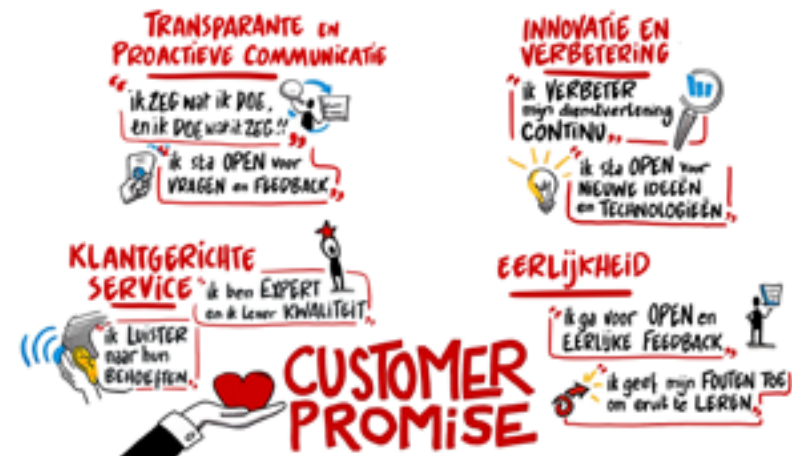 TRANSPARANTE EN
PROACTIEVE COMMUNICATIE
"ik ZEG wat ik DOE,
en ik DOE wat ik ZEG!!"
"ik sta OPEN voor
VRAGEN en FEEDBACK"
INNOVATIE EN
VERBETERING
"ik VERBETER
mijn dienstverlening
CONTINU"
"ik sta OPEN voor
NIEUWE IDEEËN
en TECHNOLOGIEËN"
KLANTGERICHTE
SERVICE
"ik ben EXPERT
en ik lever KWALITEIT"
"ik LUISTER
naar hun
BEHOEFTEN"
EERLIJKHEID
"ik ga voor OPEN en
EERLIJKE FEEDBACK"
"ik geef mijn FOUTEN TOE
om eruit te LEREN"
CUSTOMER
PROMISE